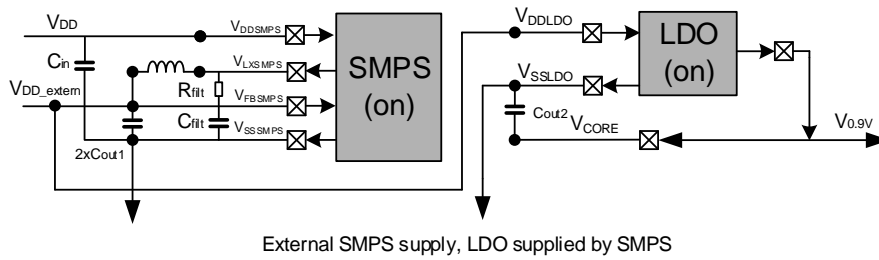 VDD
VDDSMPS
Cin
VLXSMPS
SMPS
(on)
Rfilt
VDD_extern
VFBSMPS
Cfilt
VSSSMPS
2xCout1
VDDLDO
LDO
(on)
VSSLDO
Cout2
VCORE
V0.9V
External SMPS supply, LDO supplied by SMPS